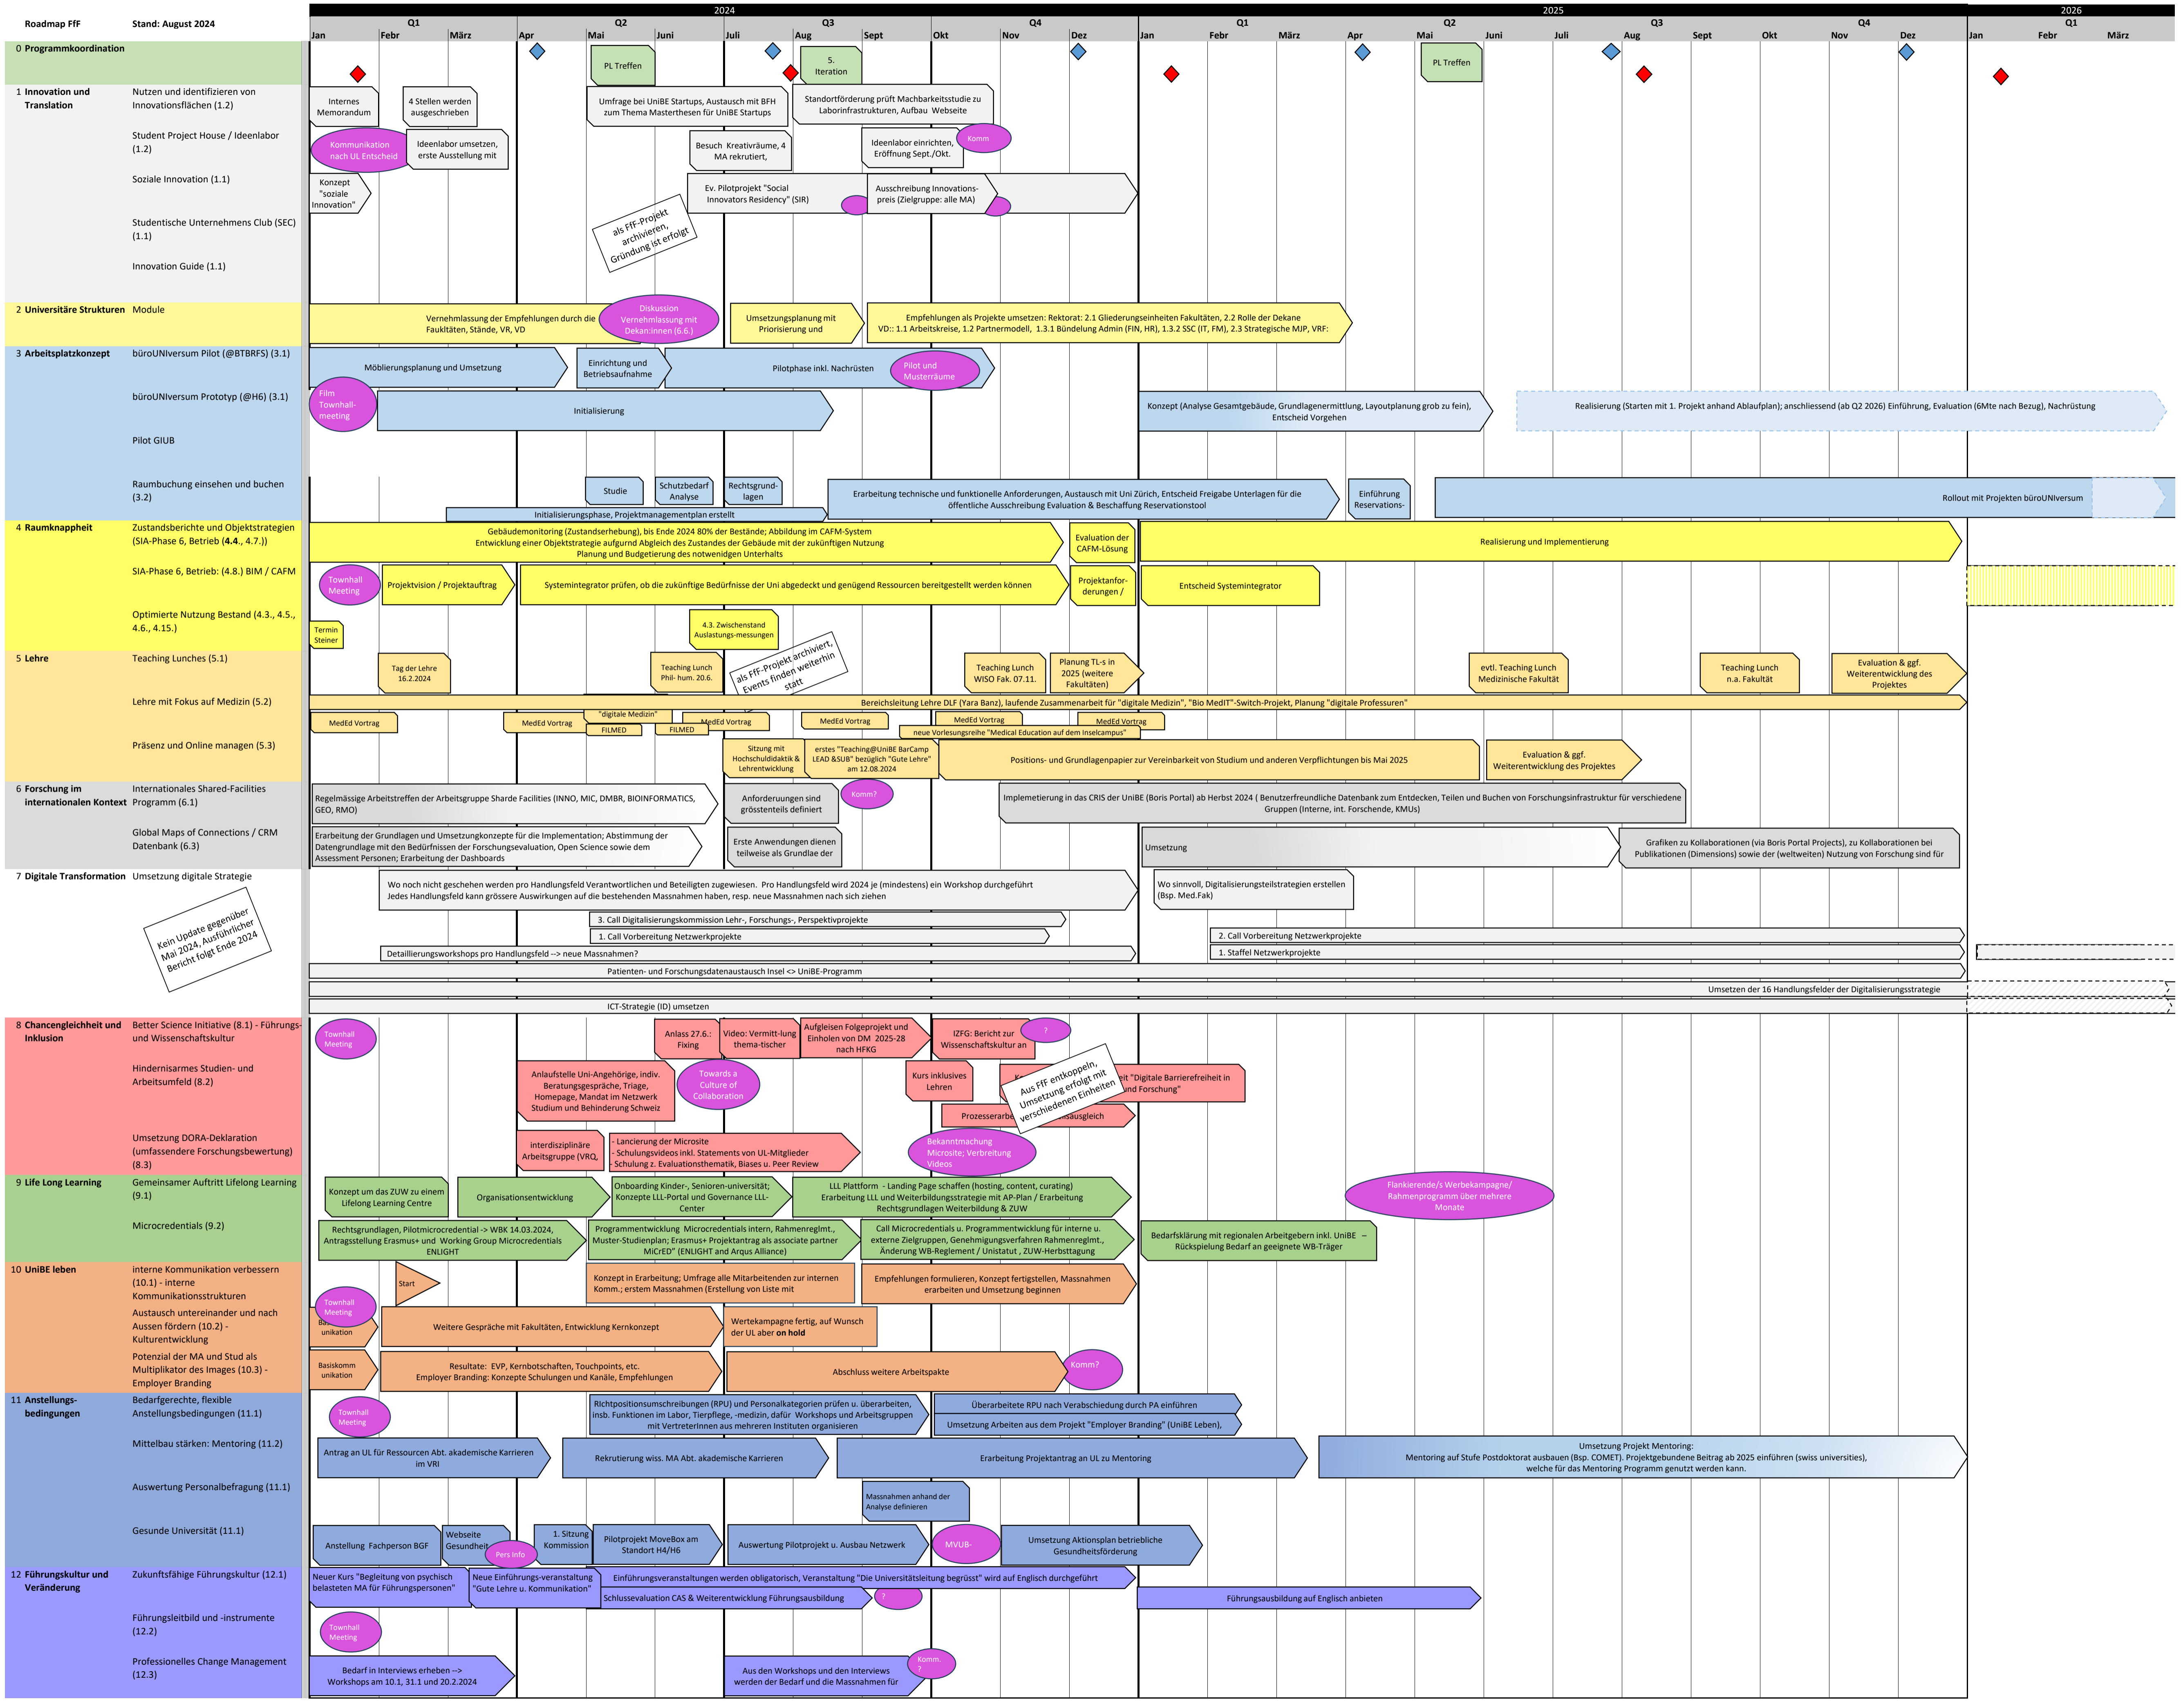 Roadmap FfF
Stand: August 2024
2024
2025
2026
Q1
Q2
Q3
Q4
Q1
Q2
Q3
Q4
Q1
Jan
Febr
März
Apr
Mai
Juni
Juli
Aug
Sept
Okt
Nov
Dez
Jan
Febr
März
Apr
Mai
Juni
Juli
Aug
Sept
Okt
Nov
Dez
Jan
Febr
März
0 Programmkoordination
PL Treffen
5.
Iteration
PL Treffen
1 Innovation und
Translation
Nutzen und identifizieren von
Innovationsflächen (1.2)
Internes
Memorandum
4 Stellen werden
ausgeschrieben
Umfrage bei UniBE Startups, Austausch mit BFH
zum Thema Masterthesen für UniBE Startups
Standortförderung prüft Machbarkeitsstudie zu
Laborinfrastrukturen, Aufbau Webseite
Student Project House / Ideenlabor
(1.2)
Kommunikation
nach UL Entscheid
Ideenlabor umsetzen,
erste Ausstellung mit
Besuch Kreativräume, 4
MA rekrutiert,
Ideenlabor einrichten,
Eröffnung Sept./Okt.
Komm
Soziale Innovation (1.1)
Konzept
"soziale
Innovation"
Ev. Pilotprojekt "Social
Innovators Residency" (SIR)
Ausschreibung Innovations-
preis (Zielgruppe: alle MA)
Studentische Unternehmens Club (SEC)
(1.1)
als FfF-Projekt
archivieren,
Gründung ist erfolgt
Innovation Guide (1.1)
2 Universitäre Strukturen
Module
Vernehmlassung der Empfehlungen durch die
Faukltäten, Stände, VR, VD
Diskussion
Vernehmlassung mit
Dekan:innen (6.6.)
Umsetzungsplanung mit
Priorisierung und
Empfehlungen als Projekte umsetzen: Rektorat: 2.1 Gliederungseinheiten Fakultäten, 2.2 Rolle der Dekane
VD:: 1.1 Arbeitskreise, 1.2 Partnermodell, 1.3.1 Bündelung Admin (FIN, HR), 1.3.2 SSC (IT, FM), 2.3 Strategische MJP, VRF:
3 Arbeitsplatzkonzept
büroUNIversum Pilot (@BTBRFS) (3.1)
Möblierungsplanung und Umsetzung
Einrichtung und
Betriebsaufnahme
Pilotphase inkl. Nachrüsten
Pilot und
Musterräume
büroUNIversum Prototyp (@H6) (3.1)
Film
Townhall-
meeting
Initialisierung
Konzept (Analyse Gesamtgebäude, Grundlagenermittlung, Layoutplanung grob zu fein),
Entscheid Vorgehen
Realisierung (Starten mit 1. Projekt anhand Ablaufplan); anschliessend (ab Q2 2026) Einführung, Evaluation (6Mte nach Bezug), Nachrüstung
Pilot GIUB
Raumbuchung einsehen und buchen
(3.2)
Studie
Schutzbedarf
Analyse
Rechtsgrund-
lagen
Initialisierungsphase, Projektmanagementplan erstellt
Erarbeitung technische und funktionelle Anforderungen, Austausch mit Uni Zürich, Entscheid Freigabe Unterlagen für die
öffentliche Ausschreibung Evaluation & Beschaffung Reservationstool
Einführung
Reservations-
Rollout mit Projekten büroUNIversum
4 Raumknappheit
Zustandsberichte und Objektstrategien
(SIA-Phase 6, Betrieb (4.4., 4.7.))
Gebäudemonitoring (Zustandserhebung), bis Ende 2024 80% der Bestände; Abbildung im CAFM-System
Entwicklung einer Objektstrategie aufgurnd Abgleich des Zustandes der Gebäude mit der zukünftigen Nutzung
Planung und Budgetierung des notwenidgen Unterhalts
Evaluation der
CAFM-Lösung
Realisierung und Implementierung
SIA-Phase 6, Betrieb: (4.8.) BIM / CAFM
Townhall
Meeting
Projektvision / Projektauftrag
Systemintegrator prüfen, ob die zukünftige Bedürfnisse der Uni abgedeckt und genügend Ressourcen bereitgestellt werden können
Projektanfor-
derungen /
Entscheid Systemintegrator
Optimierte Nutzung Bestand (4.3., 4.5.,
4.6., 4.15.)
Termin
Steiner
4.3. Zwischenstand
Auslastungs-messungen
5 Lehre
Teaching Lunches (5.1)
Tag der Lehre
16.2.2024
Teaching Lunch
Phil- hum. 20.6.
als FfF-Projekt archiviert,
Events finden weiterhin
statt
Teaching Lunch
WISO Fak. 07.11.
Planung TL-s in
2025 (weitere
Fakultäten)
evtl. Teaching Lunch
Medizinische Fakultät
Teaching Lunch
n.a. Fakultät
Evaluation & ggf.
Weiterentwicklung des
Projektes
Lehre mit Fokus auf Medizin (5.2)
Bereichsleitung Lehre DLF (Yara Banz), laufende Zusammenarbeit für "digitale Medizin", "Bio MedIT"-Switch-Projekt, Planung "digitale Professuren"
MedEd Vortrag
MedEd Vortrag
"digitale Medizin"
FILMED
FILMED
MedEd Vortrag
MedEd Vortrag
MedEd Vortrag
MedEd Vortrag
neue Vorlesungsreihe "Medical Education auf dem Inselcampus"
Präsenz und Online managen (5.3)
Sitzung mit
Hochschuldidaktik &
Lehrentwicklung
erstes "Teaching@UniBE BarCamp
LEAD &SUB" bezüglich "Gute Lehre"
am 12.08.2024
Positions- und Grundlagenpapier zur Vereinbarkeit von Studium und anderen Verpflichtungen bis Mai 2025
Evaluation & ggf.
Weiterentwicklung des Projektes
6 Forschung im
internationalen Kontext
Internationales Shared-Facilities
Programm (6.1)
Regelmässige Arbeitstreffen der Arbeitsgruppe Sharde Facilities (INNO, MIC, DMBR, BIOINFORMATICS,
GEO, RMO)
Anforderuungen sind
grösstenteils definiert
Komm?
Implemetierung in das CRIS der UniBE (Boris Portal) ab Herbst 2024 ( Benutzerfreundliche Datenbank zum Entdecken, Teilen und Buchen von Forschungsinfrastruktur für verschiedene
Gruppen (Interne, int. Forschende, KMUs)
Global Maps of Connections / CRM
Datenbank (6.3)
Erarbeitung der Grundlagen und Umsetzungkonzepte für die Implementation; Abstimmung der
Datengrundlage mit den Bedürfnissen der Forschungsevaluation, Open Science sowie dem
Assessment Personen; Erarbeitung der Dashboards
Erste Anwendungen dienen
teilweise als Grundlae der
Umsetzung
Grafiken zu Kollaborationen (via Boris Portal Projects), zu Kollaborationen bei
Publikationen (Dimensions) sowie der (weltweiten) Nutzung von Forschung sind für
7 Digitale Transformation
Umsetzung digitale Strategie
Kein Update gegenüber
Mai 2024, Ausführlicher
Bericht folgt Ende 2024
Wo noch nicht geschehen werden pro Handlungsfeld Verantwortlichen und Beteiligten zugewiesen. Pro Handlungsfeld wird 2024 je (mindestens) ein Workshop durchgeführt
Jedes Handlungsfeld kann grössere Auswirkungen auf die bestehenden Massnahmen haben, resp. neue Massnahmen nach sich ziehen
Wo sinnvoll, Digitalisierungsteilstrategien erstellen
(Bsp. Med.Fak)
3. Call Digitalisierungskommission Lehr-, Forschungs-, Perspektivprojekte
1. Call Vorbereitung Netzwerkprojekte
2. Call Vorbereitung Netzwerkprojekte
Detaillierungsworkshops pro Handlungsfeld --> neue Massnahmen?
1. Staffel Netzwerkprojekte
Patienten- und Forschungsdatenaustausch Insel <> UniBE-Programm
Umsetzen der 16 Handlungsfelder der Digitalisierungsstrategie
ICT-Strategie (ID) umsetzen
8 Chancengleichheit und
Inklusion
Better Science Initiative (8.1) - Führungs-
und Wissenschaftskultur
Townhall
Meeting
Anlass 27.6.:
Fixing
Video: Vermitt-lung
thema-tischer
Aufgleisen Folgeprojekt und
Einholen von DM 2025-28
nach HFKG
IZFG: Bericht zur
Wissenschaftskultur an
?
Hindernisarmes Studien- und
Arbeitsumfeld (8.2)
Anlaufstelle Uni-Angehörige, indiv.
Beratungsgespräche, Triage,
Homepage, Mandat im Netzwerk
Studium und Behinderung Schweiz
Towards a
Culture of
Collaboration
Kurs inklusives
Lehren
eit "Digitale Barrierefreiheit in
und Forschung"
Aus FfF entkoppeln,
Umsetzung erfolgt mit
verschiedenen Einheiten
Prozesserarbe
sausgleich
Umsetzung DORA-Deklaration
(umfassendere Forschungsbewertung)
(8.3)
interdisziplinäre
Arbeitsgruppe (VRQ,
- Lancierung der Microsite
- Schulungsvideos inkl. Statements von UL-Mitglieder
- Schulung z. Evaluationsthematik, Biases u. Peer Review
Bekanntmachung
Microsite; Verbreitung
Videos
9 Life Long Learning
Gemeinsamer Auftritt Lifelong Learning
(9.1)
Konzept um das ZUW zu einem
Lifelong Learning Centre
Organisationsentwicklung
Onboarding Kinder-, Senioren-universität;
Konzepte LLL-Portal und Governance LLL-
Center
LLL Plattform - Landing Page schaffen (hosting, content, curating)
Erarbeitung LLL und Weiterbildungsstrategie mit AP-Plan / Erarbeitung
Rechtsgrundlagen Weiterbildung & ZUW
Flankierende/s Werbekampagne/
Rahmenprogramm über mehrere
Monate
Microcredentials (9.2)
Rechtsgrundlagen, Pilotmicrocredential -> WBK 14.03.2024,
Antragsstellung Erasmus+ und Working Group Microcredentials
ENLIGHT
Programmentwicklung Microcredentials intern, Rahmenreglmt.,
Muster-Studienplan; Erasmus+ Projektantrag als associate partner
MiCrED" (ENLIGHT and Arqus Alliance)
Call Microcredentials u. Programmentwicklung für interne u.
externe Zielgruppen, Genehmigungsverfahren Rahmenreglmt.,
Änderung WB-Reglement / Unistatut , ZUW-Herbsttagung
Bedarfsklärung mit regionalen Arbeitgebern inkl. UniBE –
Rückspielung Bedarf an geeignete WB-Träger
10 UniBE leben
interne Kommunikation verbessern
(10.1) - interne
Kommunikationsstrukturen
Start
Konzept in Erarbeitung; Umfrage alle Mitarbeitenden zur internen
Komm.; erstem Massnahmen (Erstellung von Liste mit
Empfehlungen formulieren, Konzept fertigstellen, Massnahmen
erarbeiten und Umsetzung beginnen
Townhall
Meeting
Austausch untereinander und nach
Aussen fördern (10.2) -
Kulturentwicklung
unikation
Weitere Gespräche mit Fakultäten, Entwicklung Kernkonzept
Wertekampagne fertig, auf Wunsch
der UL aber on hold
Potenzial der MA und Stud als
Multiplikator des Images (10.3) -
Employer Branding
Basiskomm
unikation
Resultate: EVP, Kernbotschaften, Touchpoints, etc.
Employer Branding: Konzepte Schulungen und Kanäle, Empfehlungen
Abschluss weitere Arbeitspakte
Komm?
11 Anstellungs-
bedingungen
Bedarfgerechte, flexible
Anstellungsbedingungen (11.1)
Townhall
Meeting
Richtpositionsumschreibungen (RPU) und Personalkategorien prüfen u. überarbeiten,
insb. Funktionen im Labor, Tierpflege, -medizin, dafür Workshops und Arbeitsgruppen
mit VertreterInnen aus mehreren Instituten organisieren
Überarbeitete RPU nach Verabschiedung durch PA einführen
Umsetzung Arbeiten aus dem Projekt "Employer Branding" (UniBE Leben),
Mittelbau stärken: Mentoring (11.2)
Antrag an UL für Ressourcen Abt. akademische Karrieren
im VRI
Rekrutierung wiss. MA Abt. akademische Karrieren
Erarbeitung Projektantrag an UL zu Mentoring
Umsetzung Projekt Mentoring:
Mentoring auf Stufe Postdoktorat ausbauen (Bsp. COMET). Projektgebundene Beitrag ab 2025 einführen (swiss universities),
welche für das Mentoring Programm genutzt werden kann.
Auswertung Personalbefragung (11.1)
Massnahmen anhand der
Analyse definieren
Gesunde Universität (11.1)
Anstellung Fachperson BGF
Webseite
Gesundheit
Pers Info
1. Sitzung
Kommission
Pilotprojekt MoveBox am
Standort H4/H6
Auswertung Pilotprojekt u. Ausbau Netzwerk
MVUB-
Umsetzung Aktionsplan betriebliche
Gesundheitsförderung
12 Führungskultur und
Veränderung
Zukunftsfähige Führungskultur (12.1)
Neuer Kurs "Begleitung von psychisch
belasteten MA für Führungspersonen"
Neue Einführungs-veranstaltung
"Gute Lehre u. Kommunikation"
Einführungsveranstaltungen werden obligatorisch, Veranstaltung "Die Universitätsleitung begrüsst" wird auf Englisch durchgeführt
Schlussevaluation CAS & Weiterentwicklung Führungsausbildung
?
Führungsausbildung auf Englisch anbieten
Führungsleitbild und -instrumente
(12.2)
Townhall
Meeting
Professionelles Change Management
(12.3)
Bedarf in Interviews erheben -->
Workshops am 10.1, 31.1 und 20.2.2024
Aus den Workshops und den Interviews
werden der Bedarf und die Massnahmen für
Komm.
?